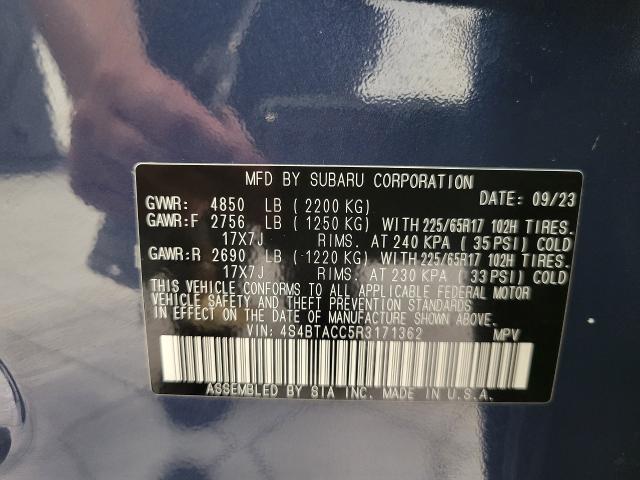 MFD BY SUBARU CORPORATION
DATE: 09/23
GVWR: 4850 LB ( 2200 KG)
GAWR:F 2756 LB ( 1250 KG) WITH 225/65R17 102H TIRES.
17X7J RIMS. AT 240 KPA ( 35 PSI) COLD
GAWR:R 2690 LB ( 1220 KG) WITH 225/65R17 102H TIRES.
17X7J RIMS. AT 230 KPA ( 33 PSI) COLD
THIS VEHICLE CONFORMS TO ALL APPLICABLE FEDERAL MOTOR
VEHICLE SAFETY AND THEFT PREVENTION STANDARDS
IN EFFECT ON THE DATE OF MANUFACTURE SHOWN ABOVE.
VIN: 4S4BTACC5R3171362 MPV
ASSEMBLED BY SIA INC. MADE IN U.S.A.